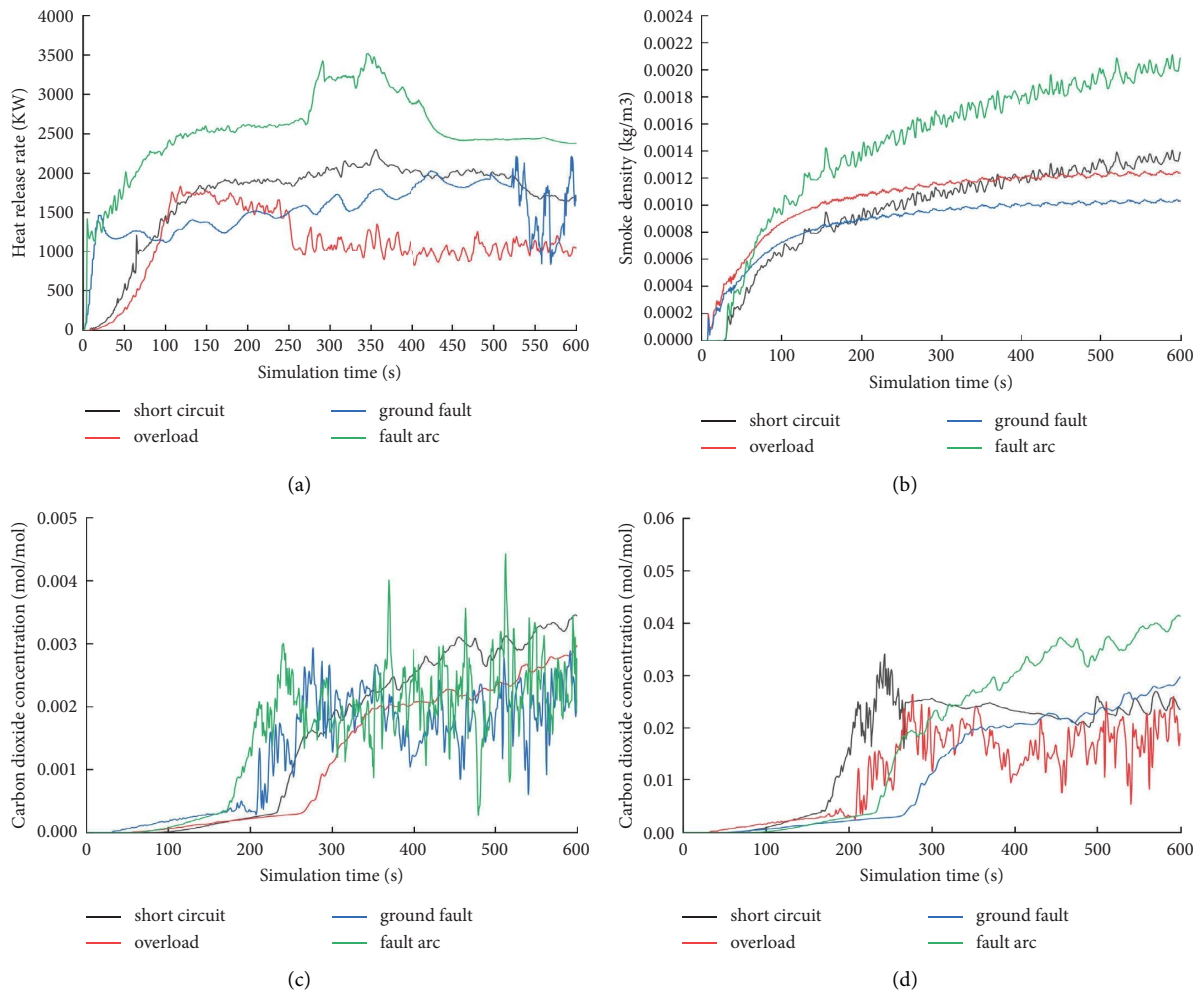 4000
3500
3000
2500
2000
1500
1000
500
0
Heat release rate (KW)
0 50 100 150 200 250 300 350 400 450 500 550 600
Simulation time (s)
short circuit
overload
ground fault
fault arc
(a)
0.0024
0.0022
0.0020
0.0018
0.0016
0.0014
0.0012
0.0010
0.0008
0.0006
0.0004
0.0002
0.0000
Smoke density (kg/m3)
0 100 200 300 400 500 600
Simulation time (s)
short circuit
overload
ground fault
fault arc
(b)
0.005
0.004
0.003
0.002
0.001
0.000
Carbon dioxide concentration (mol/mol)
0 100 200 300 400 500 600
Simulation time (s)
short circuit
overload
ground fault
fault arc
(c)
0.06
0.05
0.04
0.03
0.02
0.01
0.00
Carbon dioxide concentration (mol/mol)
0 100 200 300 400 500 600
Simulation time (s)
short circuit
overload
ground fault
fault arc
(d)